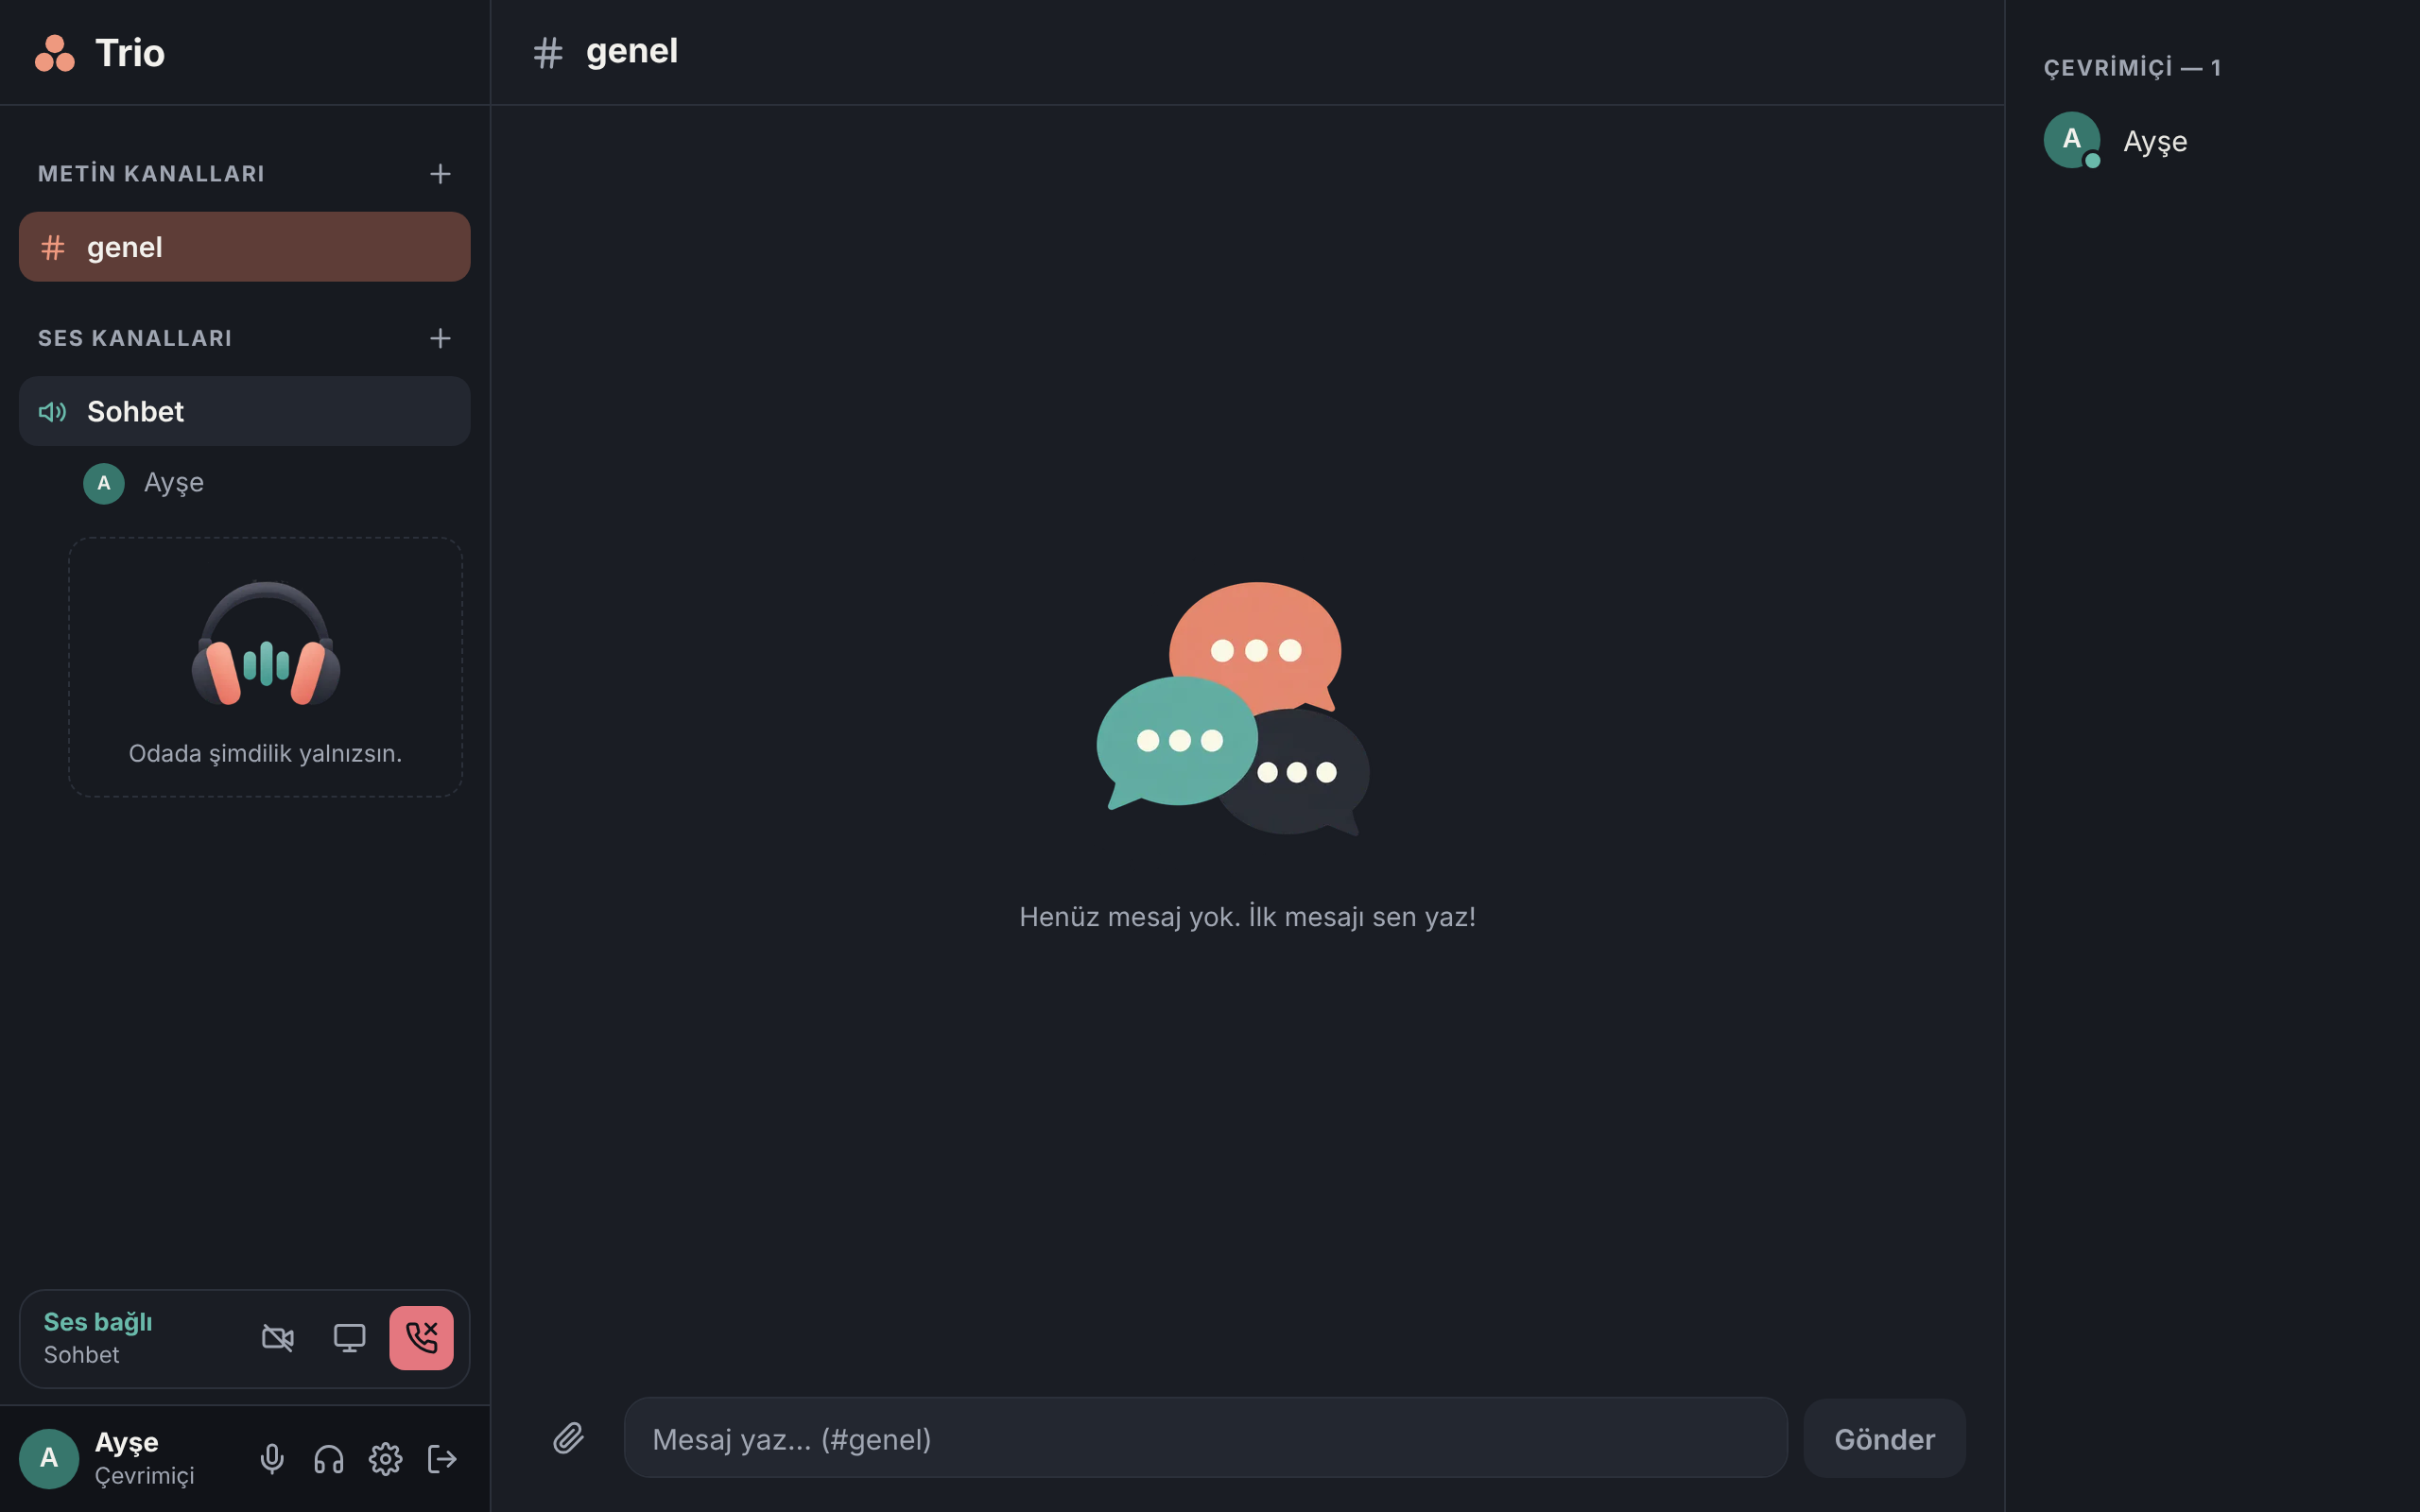 Trio
METİN KANALLARI
genel
SES KANALLARI
Sohbet
A Ayşe
Odada şimdilik yalnızsın.
Ses bağlı
Sohbet
A
Ayşe
Çevrimiçi
# genel
Henüz mesaj yok. İlk mesajı sen yaz!
Mesaj yaz... (#genel)
Gönder
ÇEVRİMİÇİ — 1
A Ayşe